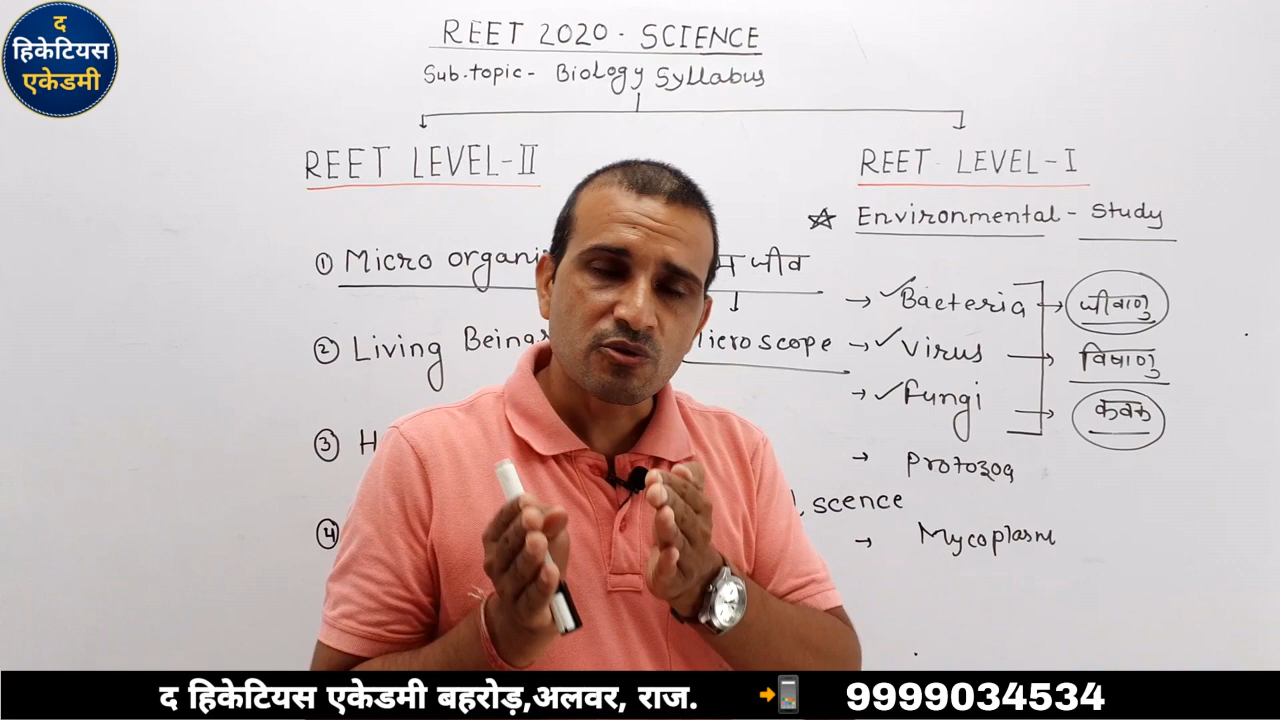 द
हिकेटियस
एकेडमी
REET 2020 - SCIENCE
Sub.topic - Biology Syllabus
REET LEVEL-II
① Micro organi
जीव
② Living Beings
icroscope
③ H
scence
④
REET LEVEL-I
☆ Environmental - Study
→ ✓Bacteria → जीवाणु
→ ✓Virus → विषाणु
→ ✓Fungi → कवक
→ Protozoa
→ Mycoplasm
द हिकेटियस एकेडमी बहरोड़,अलवर, राज. 9999034534